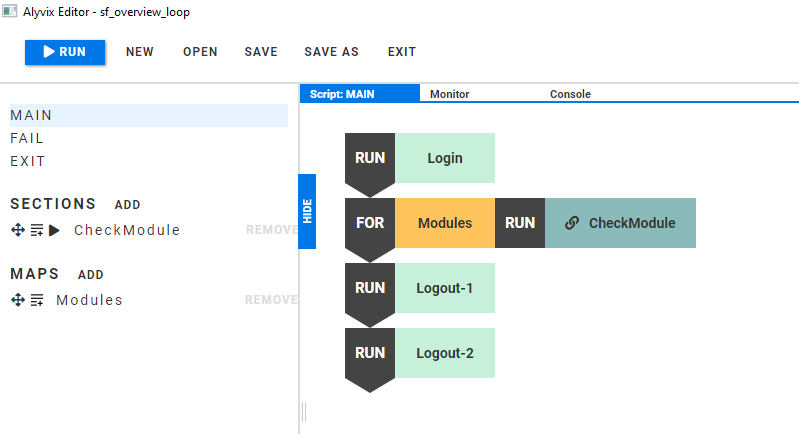 Alyvix Editor - sf_overview_loop
RUN NEW OPEN SAVE SAVE AS EXIT
Script: MAIN Monitor Console
MAIN
FAIL
EXIT
SECTIONS ADD
CheckModule REMOVE
MAPS ADD
Modules REMOVE
HIDE
RUN Login
FOR Modules RUN CheckModule
RUN Logout-1
RUN Logout-2